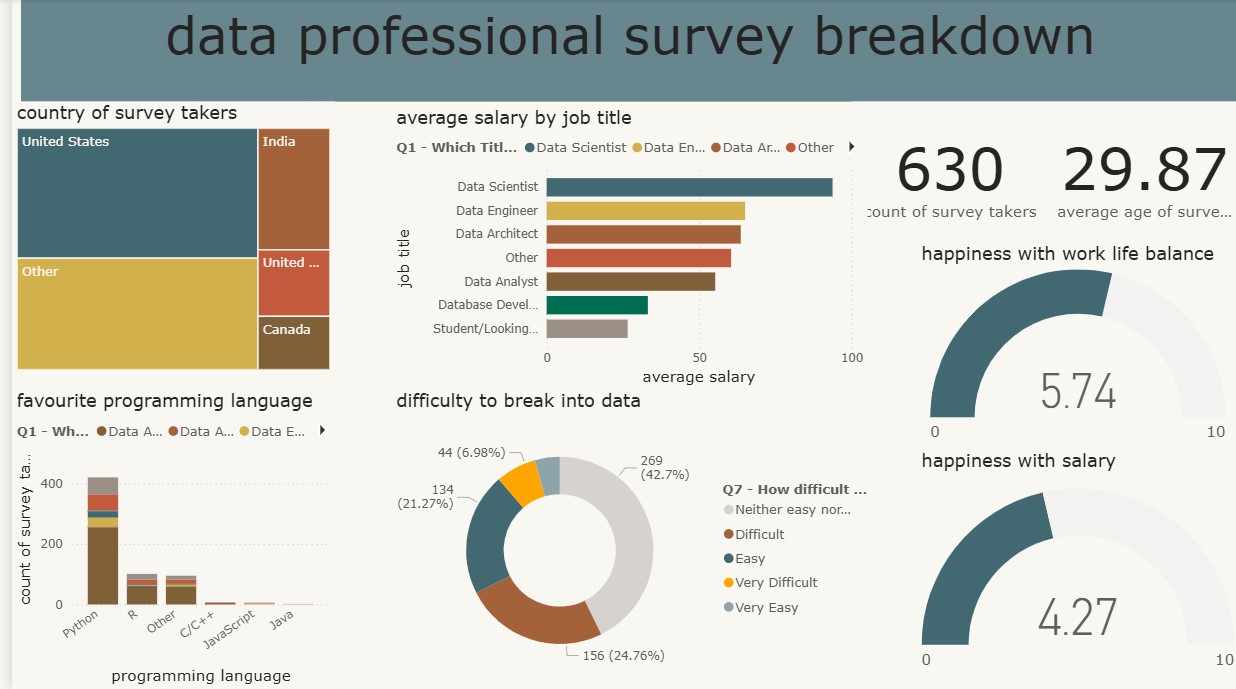 data professional survey breakdown
country of survey takers
United States
India
Other
United ...
Canada
average salary by job title
Q1 - Which Titl... Data Scientist Data En... Data Ar... Other
job title
Data Scientist
Data Engineer
Data Architect
Other
Data Analyst
Database Devel...
Student/Looking...
0 50 100
average salary
630
count of survey takers
29.87
average age of surve...
happiness with work life balance
5.74
0 10
favourite programming language
Q1 - Wh... Data A... Data A... Data E...
count of survey ta...
400
200
0
Python
R
Other
C/C++
JavaScript
Java
programming language
difficulty to break into data
44 (6.98%)
269
(42.7%)
134
(21.27%)
156 (24.76%)
Q7 - How difficult ...
Neither easy nor...
Difficult
Easy
Very Difficult
Very Easy
happiness with salary
4.27
0 10